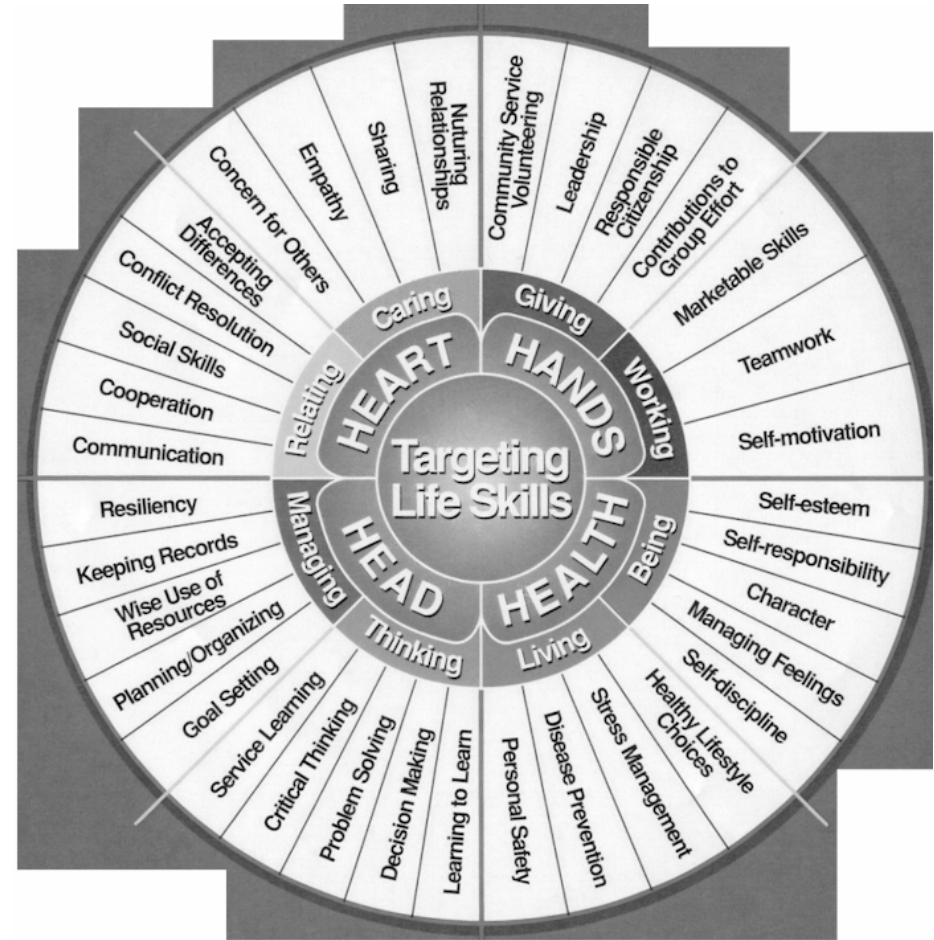 Targeting
Life Skills
HEART
Caring
Nuturing
Relationships
Sharing
Empathy
Concern for Others
Relating
Accepting
Differences
Conflict Resolution
Social Skills
Cooperation
Communication
HANDS
Giving
Community Service
Volunteering
Leadership
Responsible
Citizenship
Contributions to
Group Effort
Working
Marketable Skills
Teamwork
Self-motivation
HEALTH
Being
Self-esteem
Self-responsibility
Character
Managing Feelings
Self-discipline
Living
Healthy Lifestyle
Choices
Stress Management
Disease Prevention
Personal Safety
HEAD
Thinking
Learning to Learn
Decision Making
Problem Solving
Critical Thinking
Service Learning
Managing
Goal Setting
Planning/Organizing
Wise Use of
Resources
Keeping Records
Resiliency